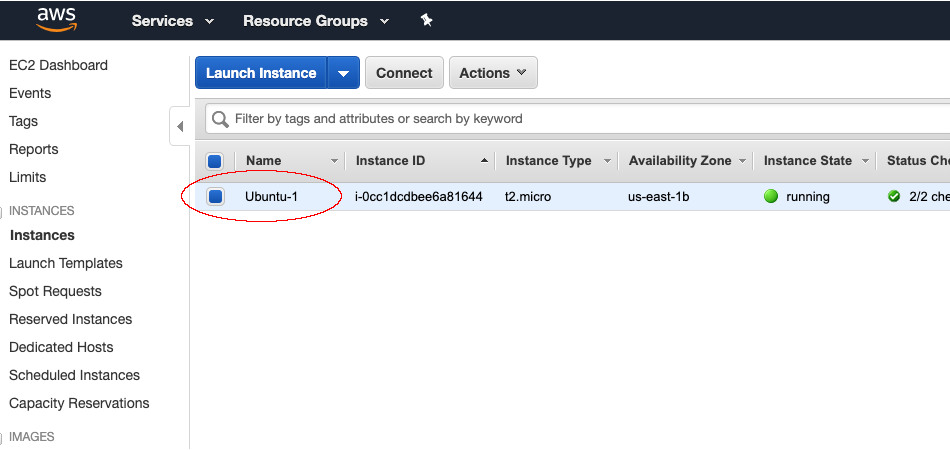 aws Services Resource Groups
EC2 Dashboard
Events
Tags
Reports
Limits
INSTANCES
Instances
Launch Templates
Spot Requests
Reserved Instances
Dedicated Hosts
Scheduled Instances
Capacity Reservations
IMAGES
Launch Instance Connect Actions
Filter by tags and attributes or search by keyword
Name Instance ID Instance Type Availability Zone Instance State Status Che
Ubuntu-1 i-0cc1dcdbee6a81644 t2.micro us-east-1b running 2/2 che